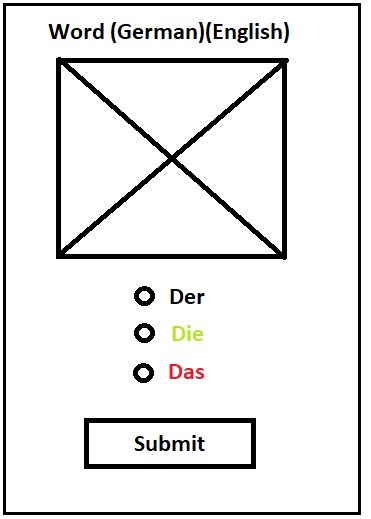 Word (German)(English)
Der
Die
Das
Submit